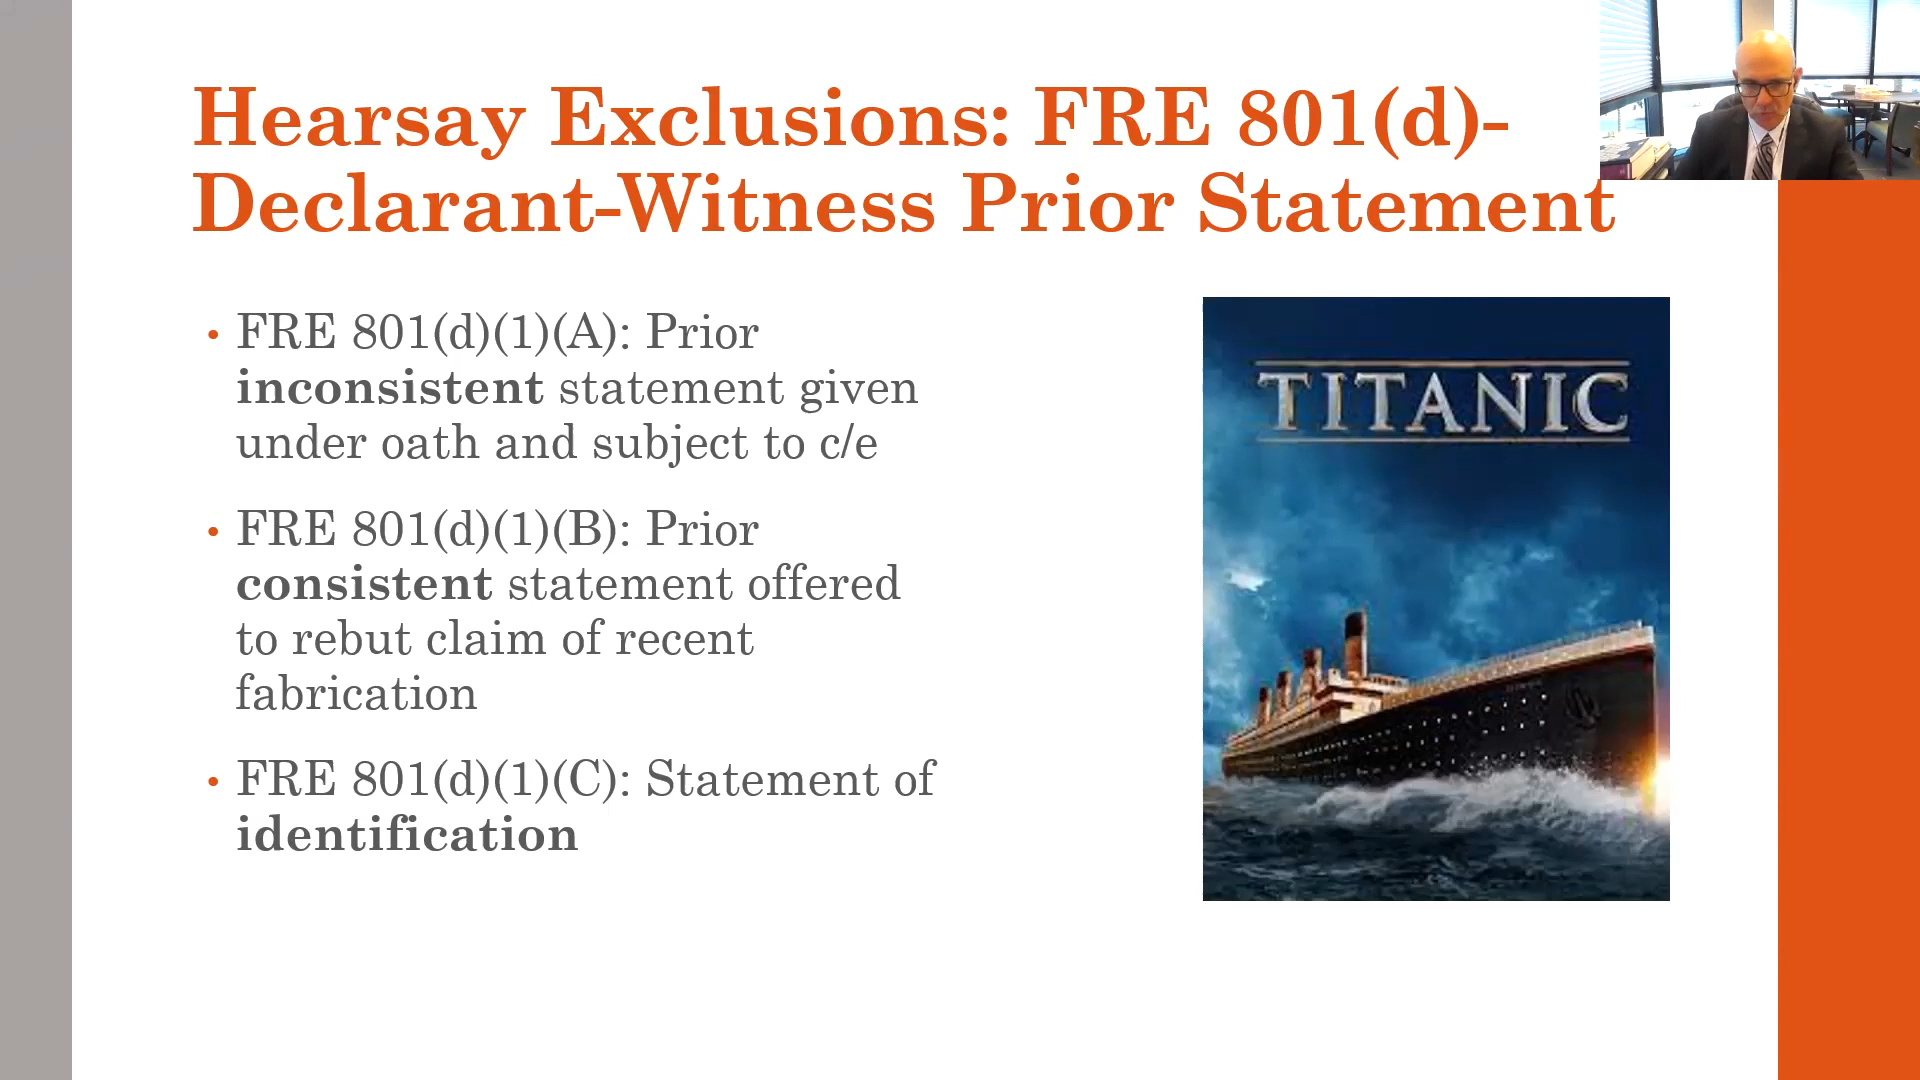 Hearsay Exclusions: FRE 801(d)-
Declarant-Witness Prior Statement
• FRE 801(d)(1)(A): Prior
inconsistent statement given
under oath and subject to c/e
• FRE 801(d)(1)(B): Prior
consistent statement offered
to rebut claim of recent
fabrication
• FRE 801(d)(1)(C): Statement of
identification
TITANIC